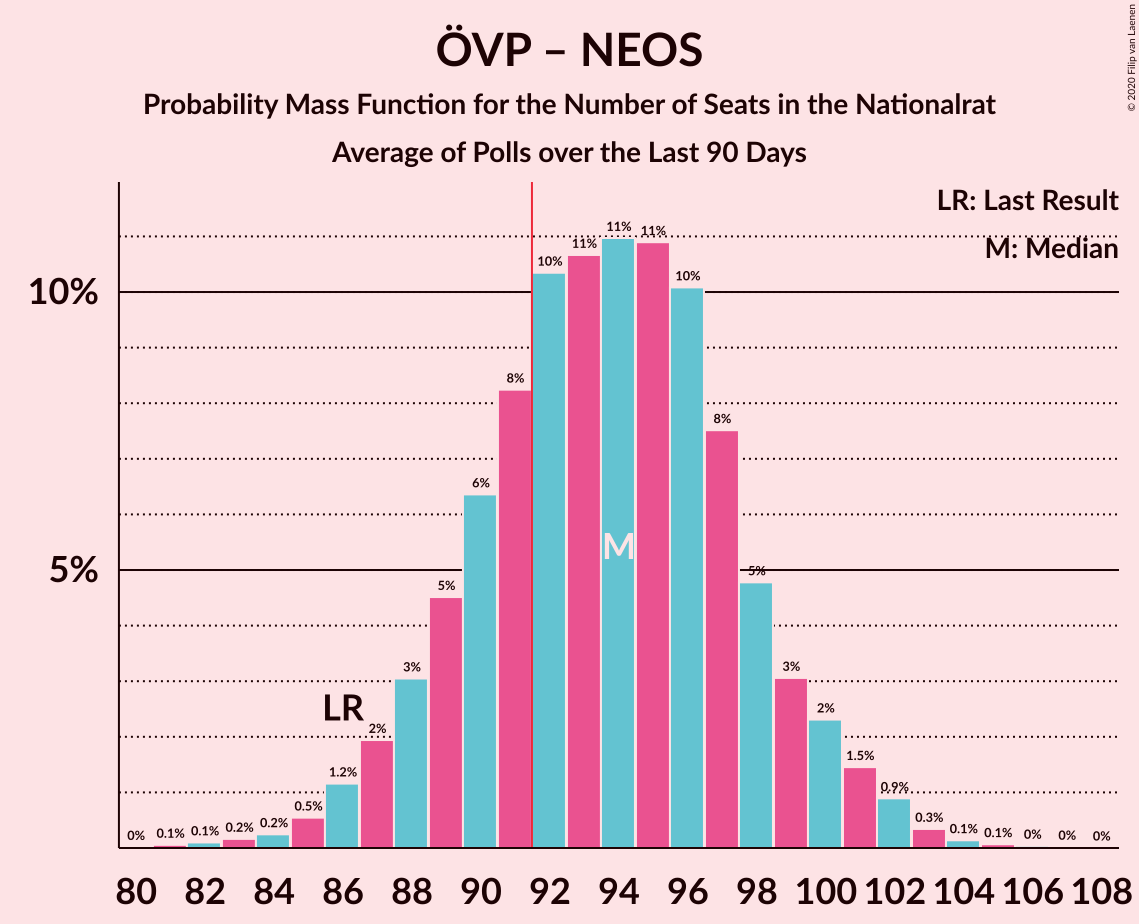 ÖVP – NEOS
Probability Mass Function for the Number of Seats in the Nationalrat
Average of Polls over the Last 90 Days
© 2020 Filip van Laenen
LR: Last Result
M: Median
10%
5%
0% 0.1% 0.1% 0.2% 0.2% 0.5% 1.2% 2% 3% 5% 6% 8% 10% 11% 11% 11% 10% 8% 5% 3% 2% 1.5% 0.9% 0.3% 0.1% 0.1% 0% 0% 0%
LR
M
80 82 84 86 88 90 92 94 96 98 100 102 104 106 108